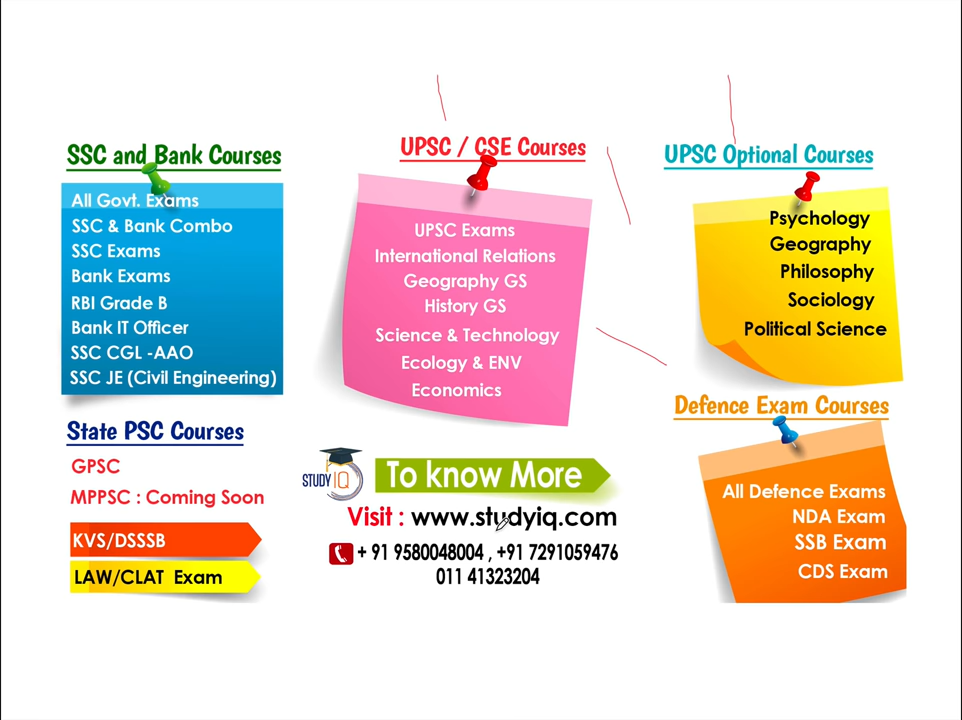 SSC and Bank Courses
All Govt. Exams
SSC & Bank Combo
SSC Exams
Bank Exams
RBI Grade B
Bank IT Officer
SSC CGL -AAO
SSC JE (Civil Engineering)
State PSC Courses
GPSC
MPPSC : Coming Soon
KVS/DSSSB
LAW/CLAT Exam
UPSC / CSE Courses
UPSC Exams
International Relations
Geography GS
History GS
Science & Technology
Ecology & ENV
Economics
STUDY IQ
To know More
Visit : www.studyiq.com
+ 91 9580048004 , +91 7291059476
011 41323204
UPSC Optional Courses
Psychology
Geography
Philosophy
Sociology
Political Science
Defence Exam Courses
All Defence Exams
NDA Exam
SSB Exam
CDS Exam